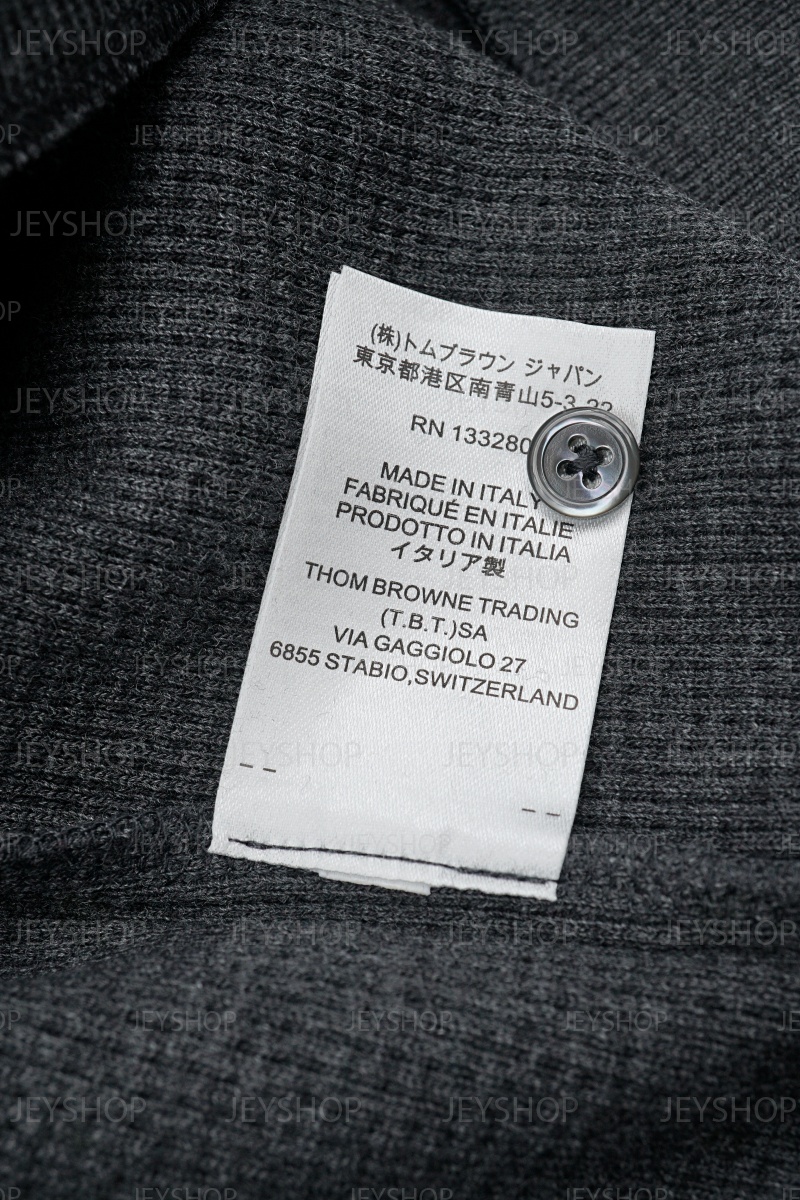 (株)トムブラウン ジャパン
東京都港区南青山5-3-22
RN 133280
MADE IN ITALY
FABRIQUÉ EN ITALIE
PRODOTTO IN ITALIA
イタリア製
THOM BROWNE TRADING
(T.B.T.)SA
VIA GAGGIOLO 27
6855 STABIO,SWITZERLAND
JEYSHOP